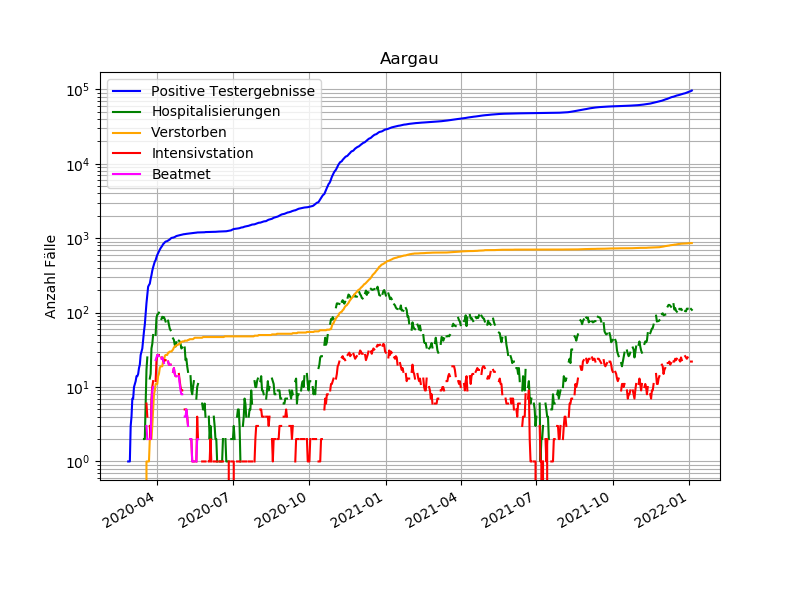 Aargau
Positive Testergebnisse
Hospitalisierungen
Verstorben
Intensivstation
Beatmet
Anzahl Fälle
10^5
10^4
10^3
10^2
10^1
10^0
2020-04
2020-07
2020-10
2021-01
2021-04
2021-07
2021-10
2022-01